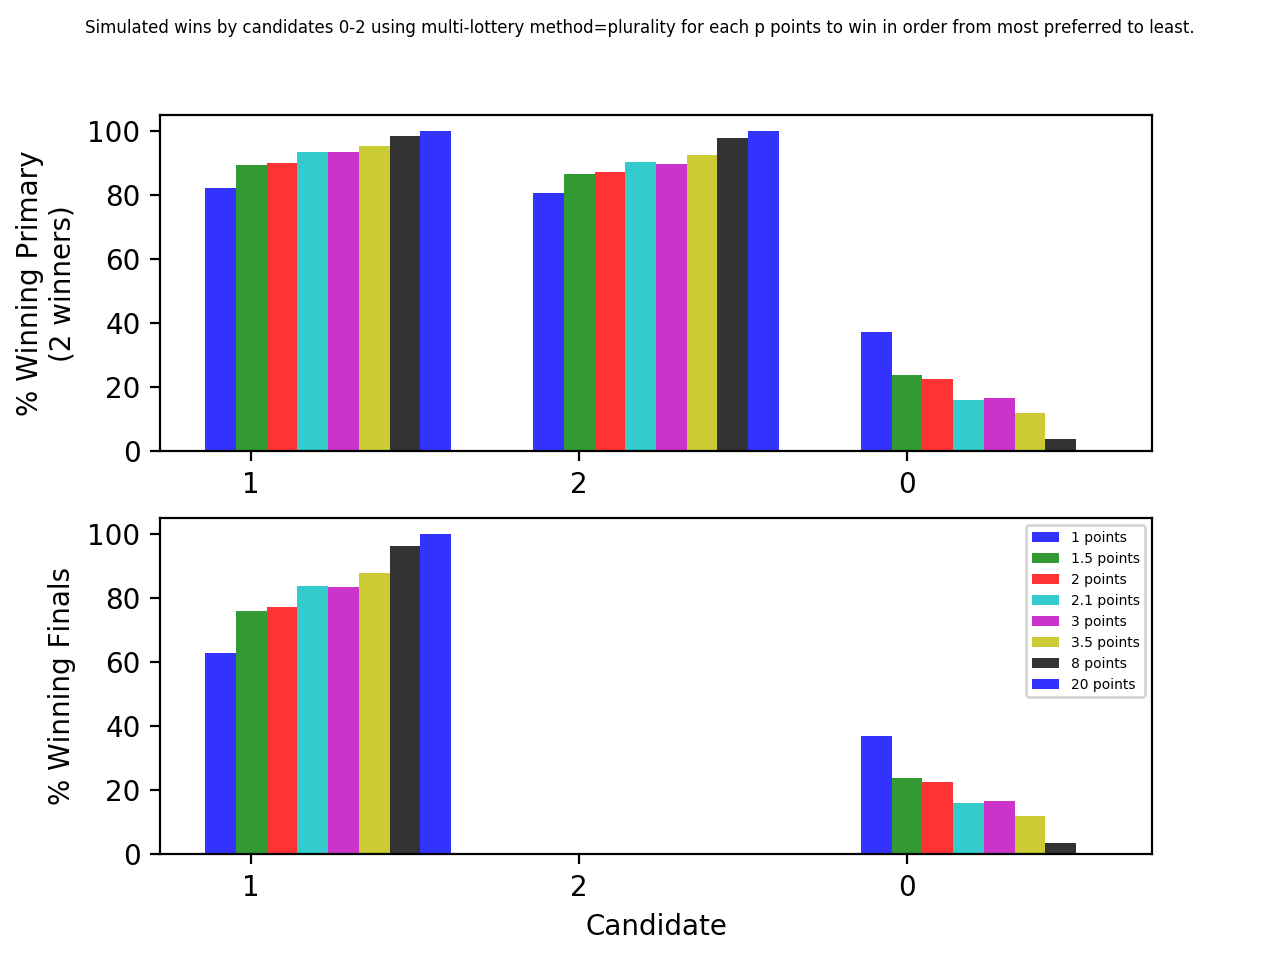 Simulated wins by candidates 0-2 using multi-lottery method=plurality for each p points to win in order from most preferred to least.
% Winning Primary
(2 winners)
100
80
60
40
20
0
1
2
0
% Winning Finals
100
80
60
40
20
0
1 points
1.5 points
2 points
2.1 points
3 points
3.5 points
8 points
20 points
1
2
0
Candidate